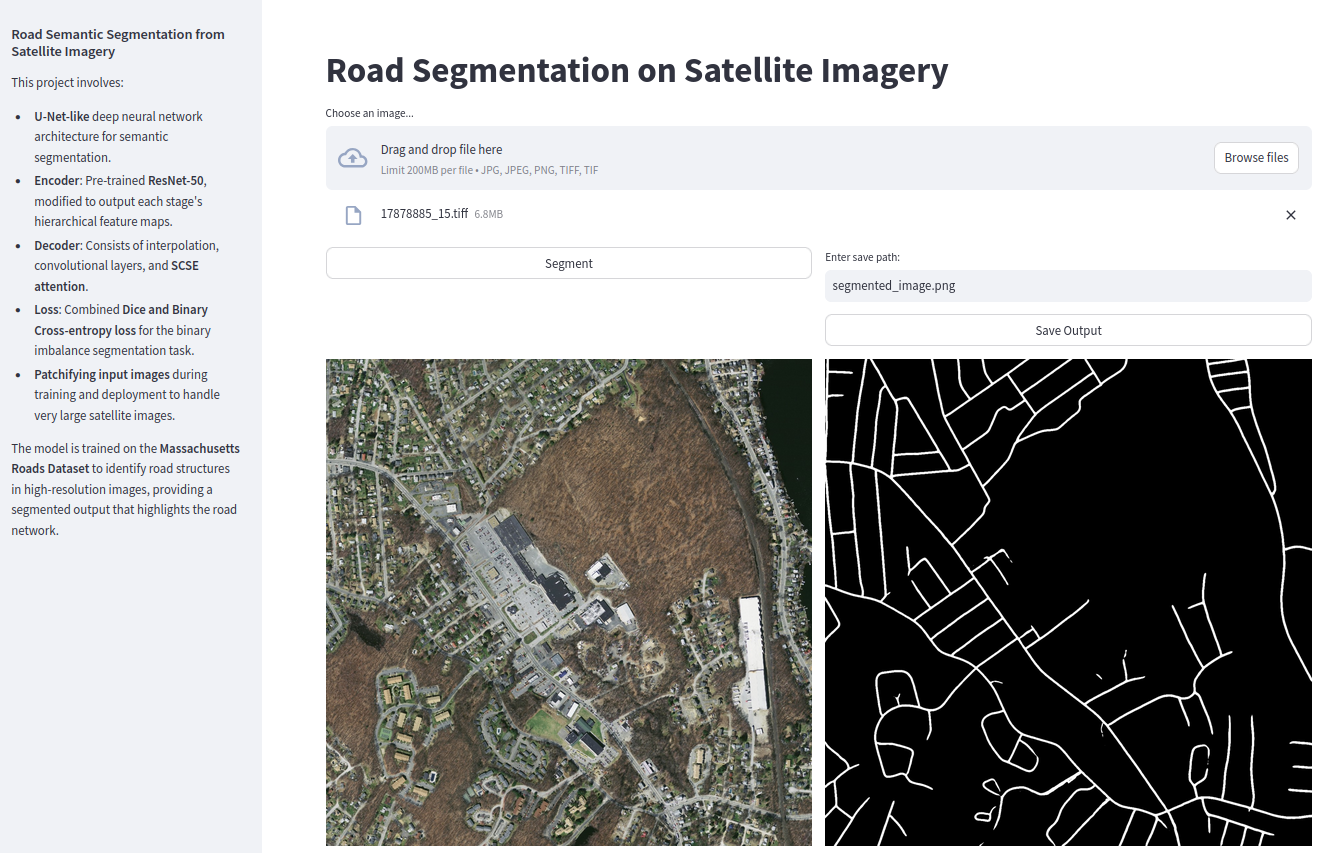 Road Semantic Segmentation from
Satellite Imagery
This project involves:
U-Net-like deep neural network
architecture for semantic
segmentation.
Encoder: Pre-trained ResNet-50,
modified to output each stage's
hierarchical feature maps.
Decoder: Consists of interpolation,
convolutional layers, and SCSE
attention.
Loss: Combined Dice and Binary
Cross-entropy loss for the binary
imbalance segmentation task.
Patchifying input images during
training and deployment to handle
very large satellite images.
The model is trained on the Massachusetts
Roads Dataset to identify road structures
in high-resolution images, providing a
segmented output that highlights the road
network.
Road Segmentation on Satellite Imagery
Choose an image...
Drag and drop file here
Limit 200MB per file • JPG, JPEG, PNG, TIFF, TIF
Browse files
17878885_15.tiff 6.8MB
Segment
Enter save path:
segmented_image.png
Save Output